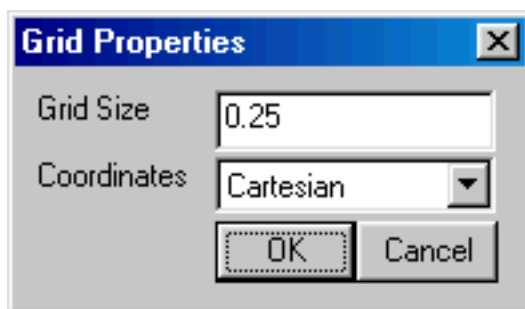 Grid Properties
Grid Size 0.25
Coordinates Cartesian
OK Cancel